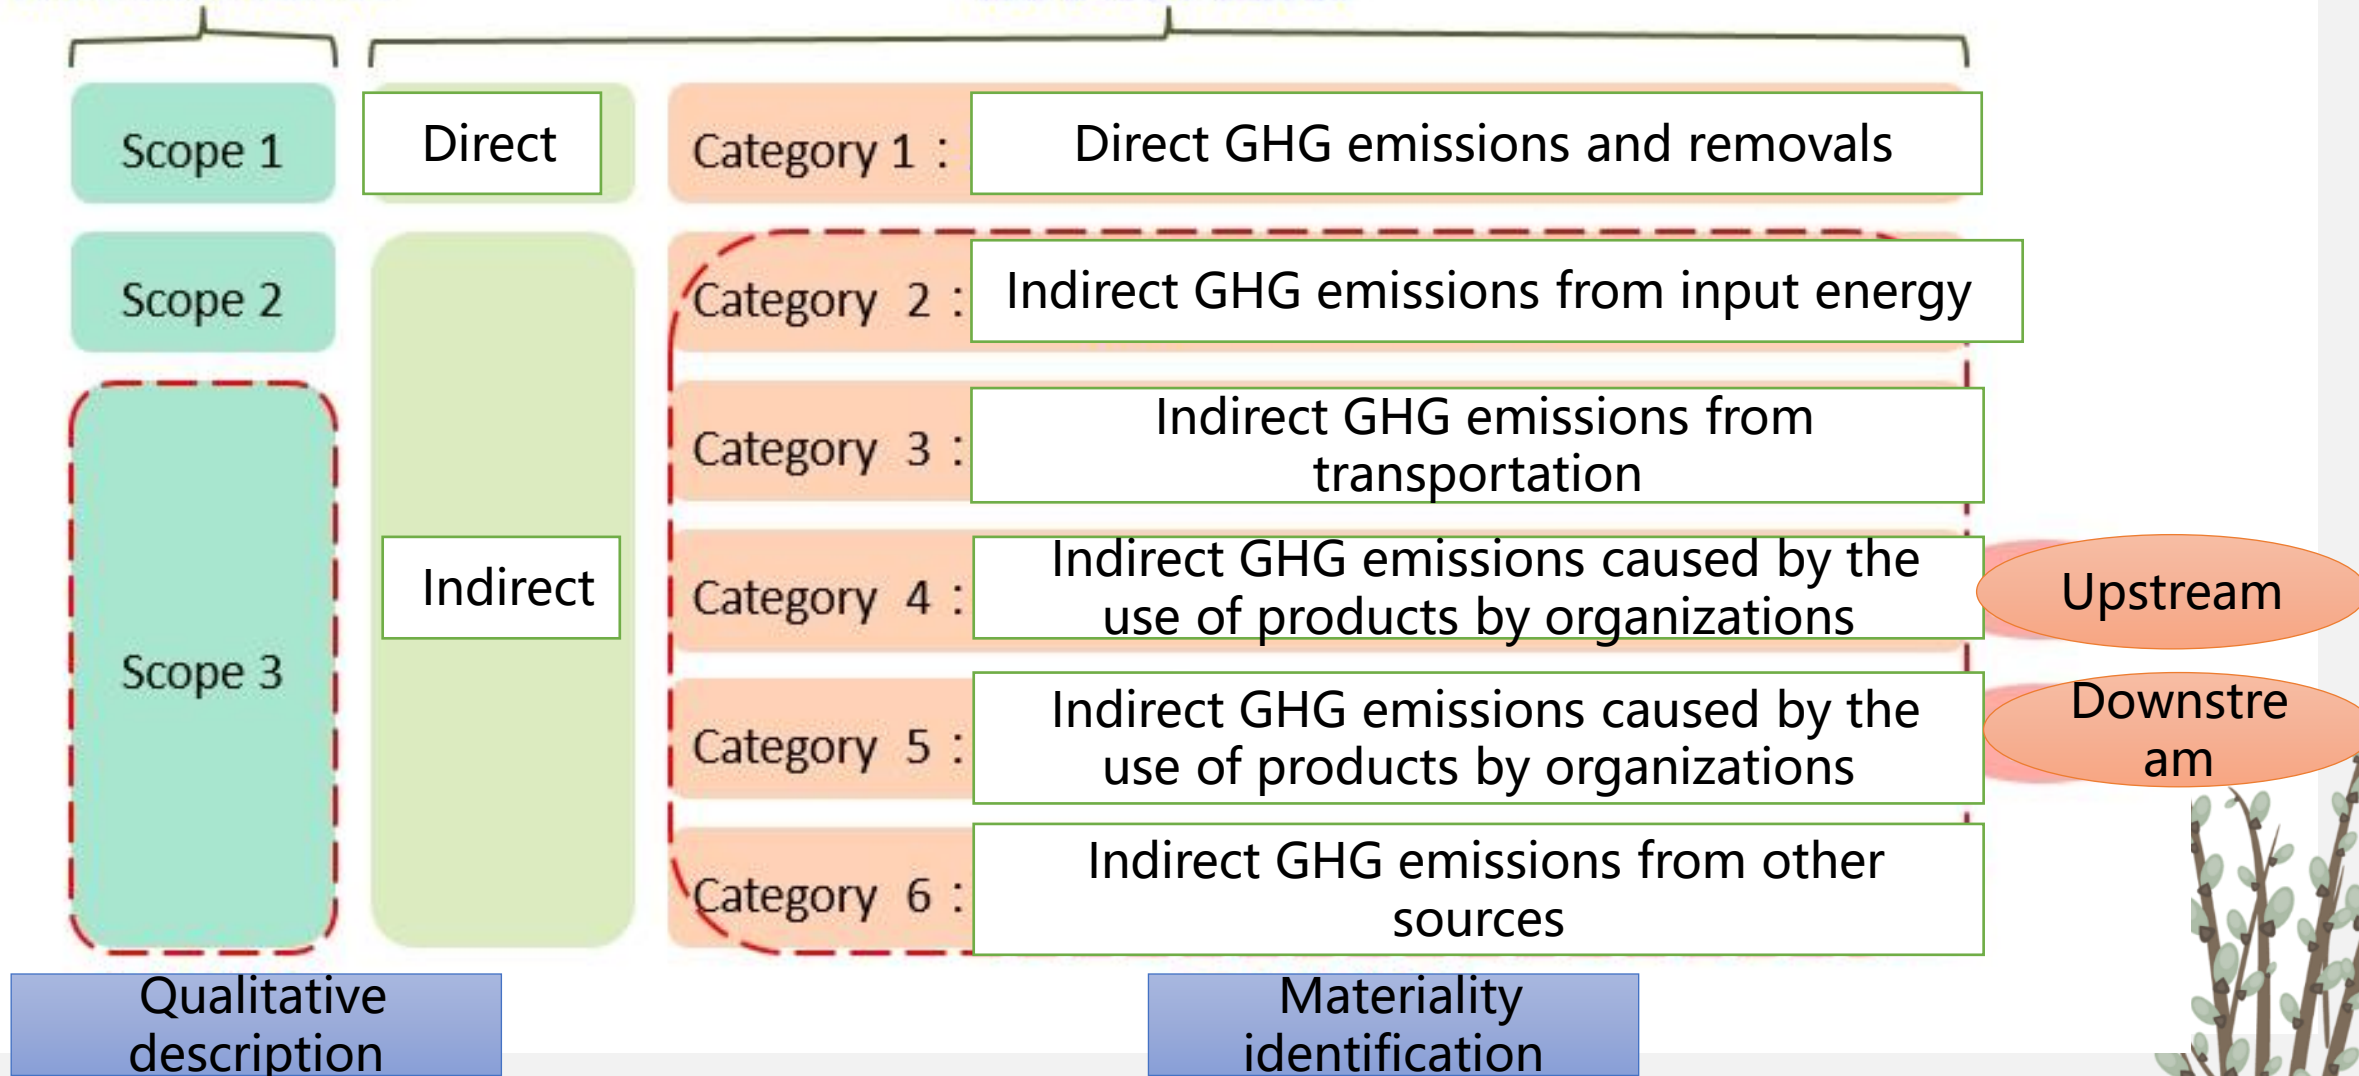 Scope 1
Direct
Category 1 :
Direct GHG emissions and removals
Scope 2
Category 2 :
Indirect GHG emissions from input energy
Category 3 :
Indirect GHG emissions from
transportation
Indirect
Scope 3
Category 4 :
Indirect GHG emissions caused by the
use of products by organizations
Upstream
Category 5 :
Indirect GHG emissions caused by the
use of products by organizations
Downstre
am
Category 6 :
Indirect GHG emissions from other
sources
Qualitative
description
Materiality
identification